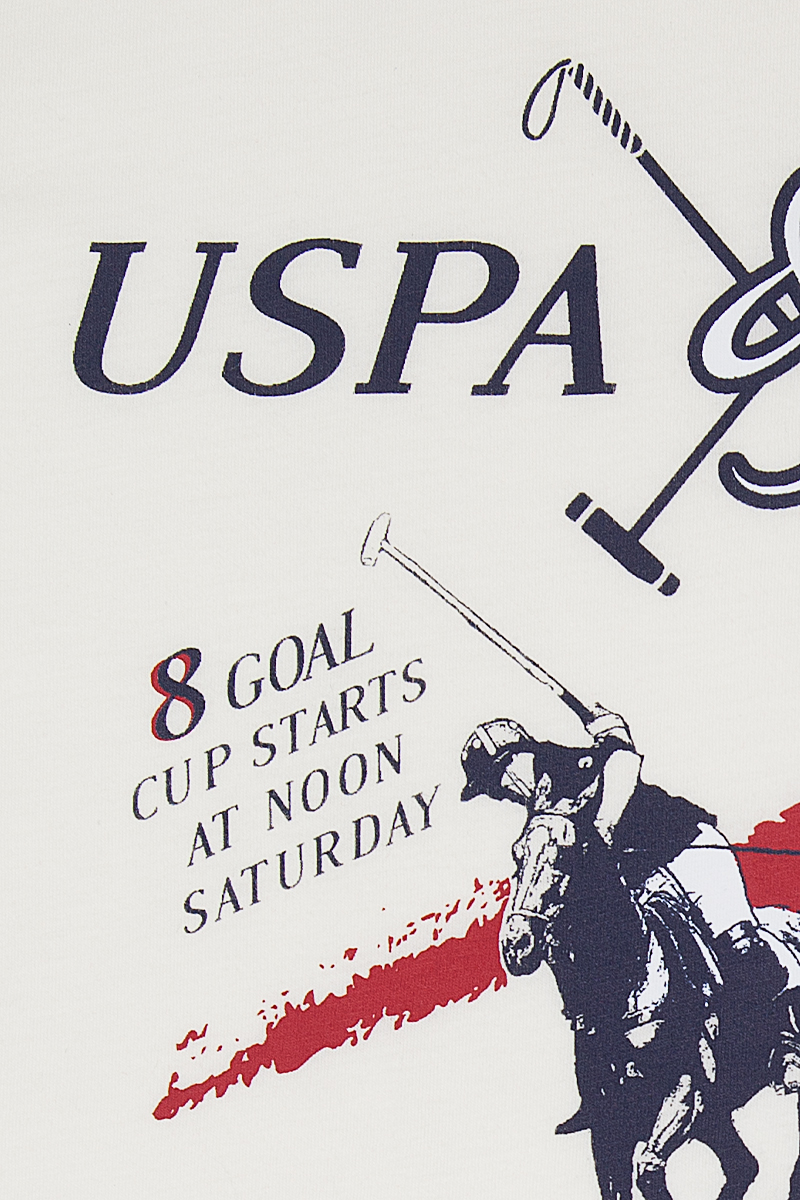 USPA
8 GOAL
CUP STARTS
AT NOON
SATURDAY